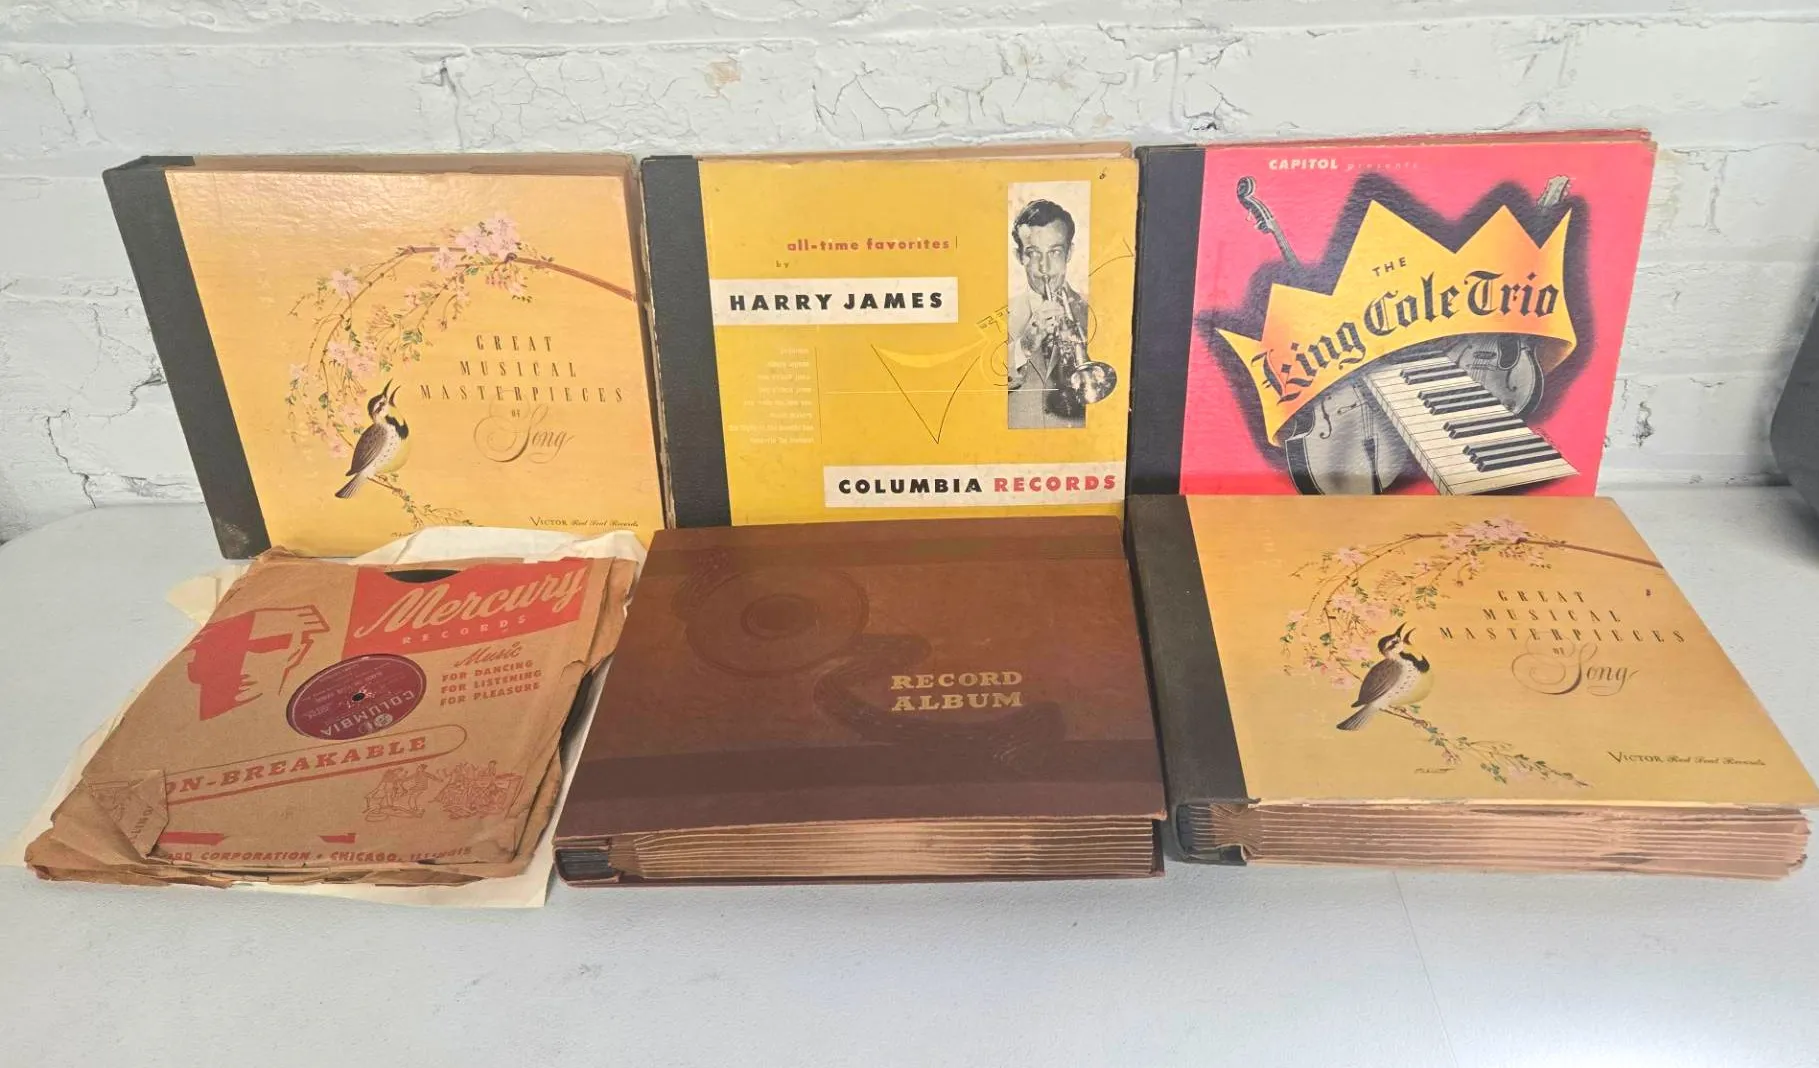 GREAT
MUSICAL
MASTERPIECES
OF
Song
VICTOR Red Seal Records
all-time favorites
by
HARRY JAMES
COLUMBIA RECORDS
CAPITOL presents
THE
King Cole Trio
Mercury
RECORDS
Music
FOR DANCING
FOR LISTENING
FOR PLEASURE
COLUMBIA
ON-BREAKABLE
CORPORATION • CHICAGO, ILLINOIS
RECORD
ALBUM
GREAT
MUSICAL
MASTERPIECES
OF
Song
VICTOR Red Seal Records